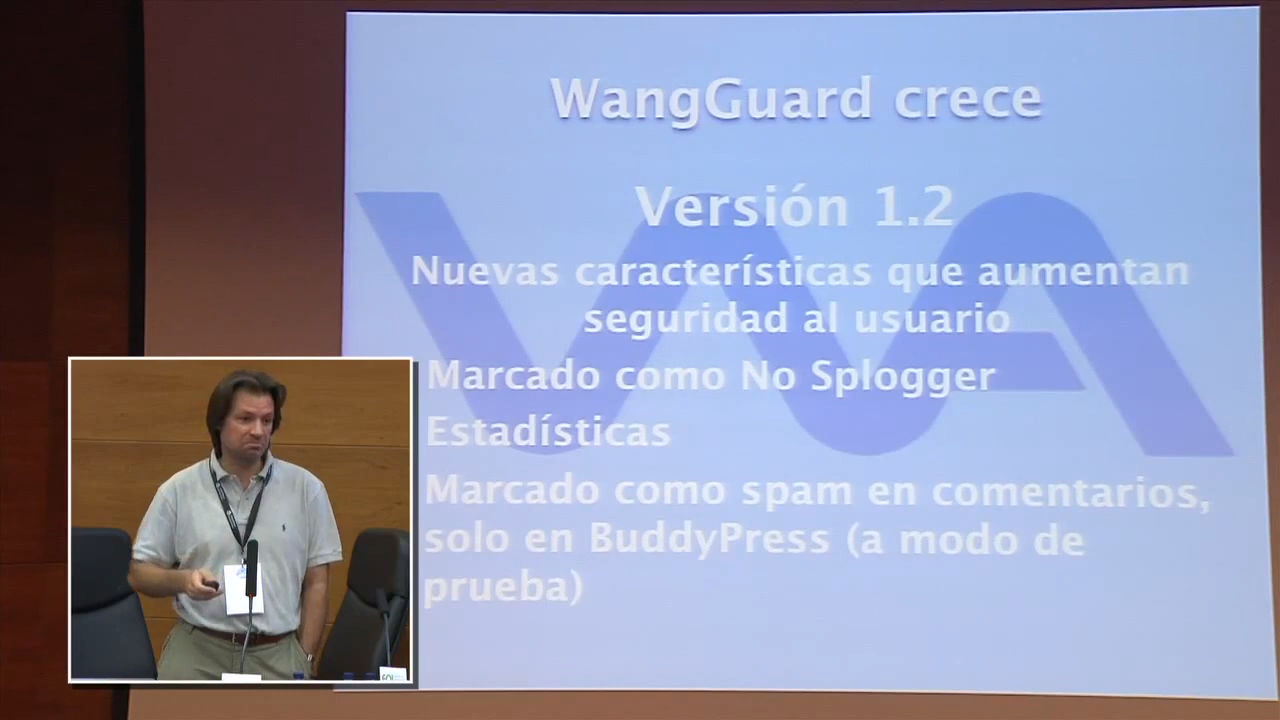 WangGuard crece
Versión 1.2
Nuevas características que aumentan
seguridad al usuario
Marcado como No Splogger
Estadísticas
Marcado como spam en comentarios,
solo en BuddyPress (a modo de
prueba)